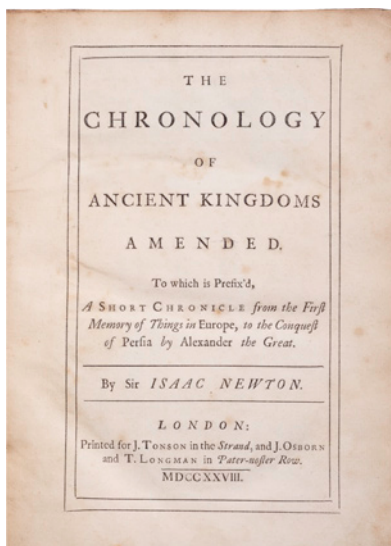 THE
CHRONOLOGY
OF
ANCIENT KINGDOMS
AMENDED.
To which is Prefix'd,
A SHORT CHRONICLE from the First
Memory of Things in Europe, to the Conquest
of Persia by Alexander the Great.
By Sir ISAAC NEWTON.
LONDON:
Printed for J. TONSON in the Strand, and J. OSBORN
and T. LONGMAN in Pater-noster Row.
MDCCXXVIII.